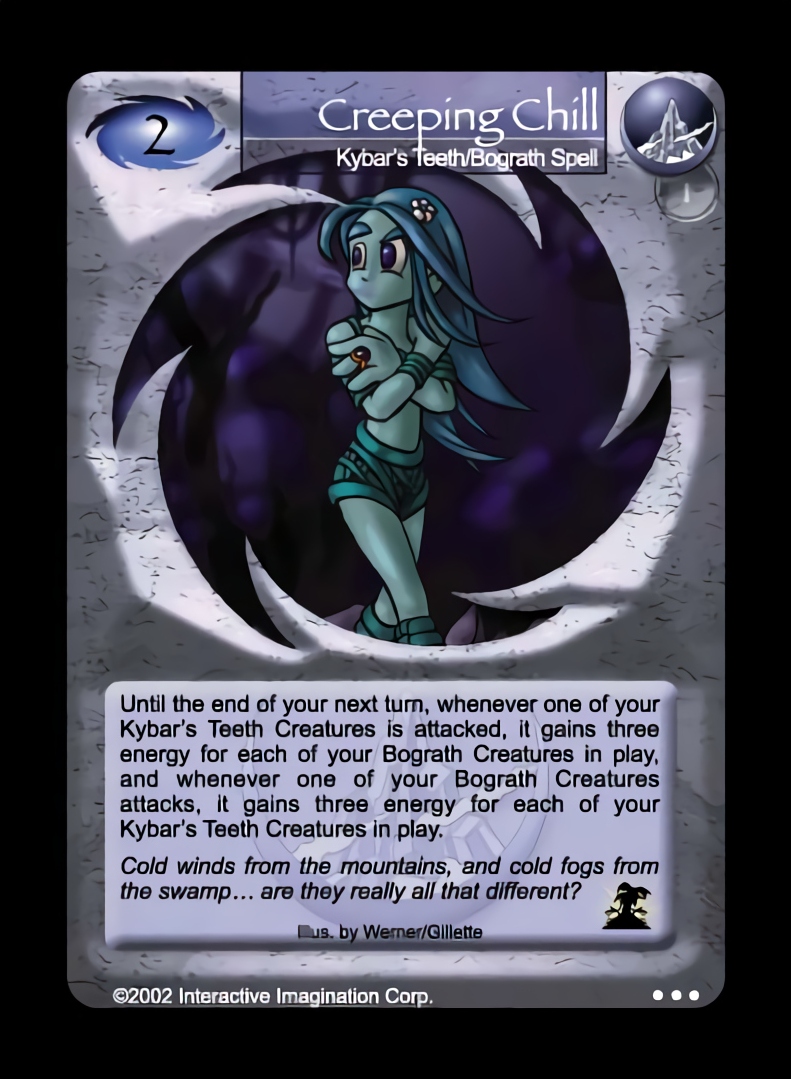 2
Creeping Chill
Kybar's Teeth/Bograth Spell
Until the end of your next turn, whenever one of your
Kybar's Teeth Creatures is attacked, it gains three
energy for each of your Bograth Creatures in play,
and whenever one of your Bograth Creatures
attacks, it gains three energy for each of your
Kybar's Teeth Creatures in play.
Cold winds from the mountains, and cold fogs from
the swamp... are they really all that different?
Illus. by Werner/Gillette
©2002 Interactive Imagination Corp.